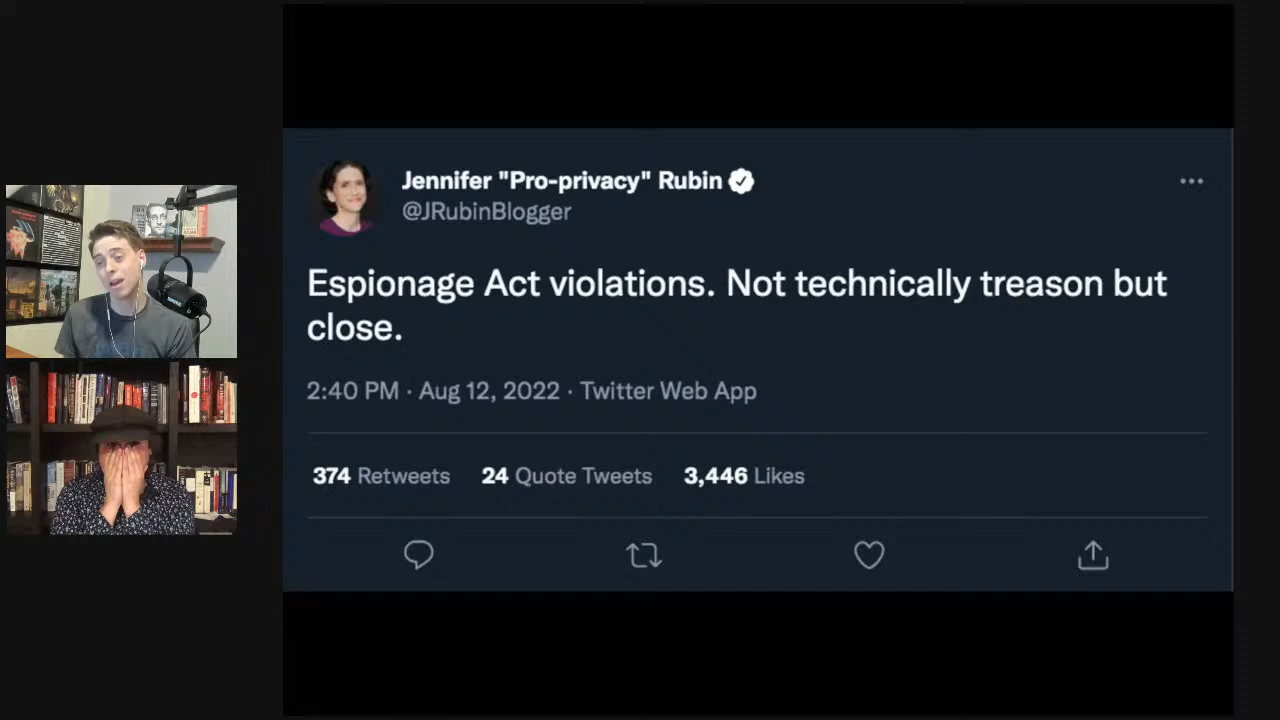 Jennifer "Pro-privacy" Rubin
@JRubinBlogger
Espionage Act violations. Not technically treason but
close.
2:40 PM · Aug 12, 2022 · Twitter Web App
374 Retweets 24 Quote Tweets 3,446 Likes